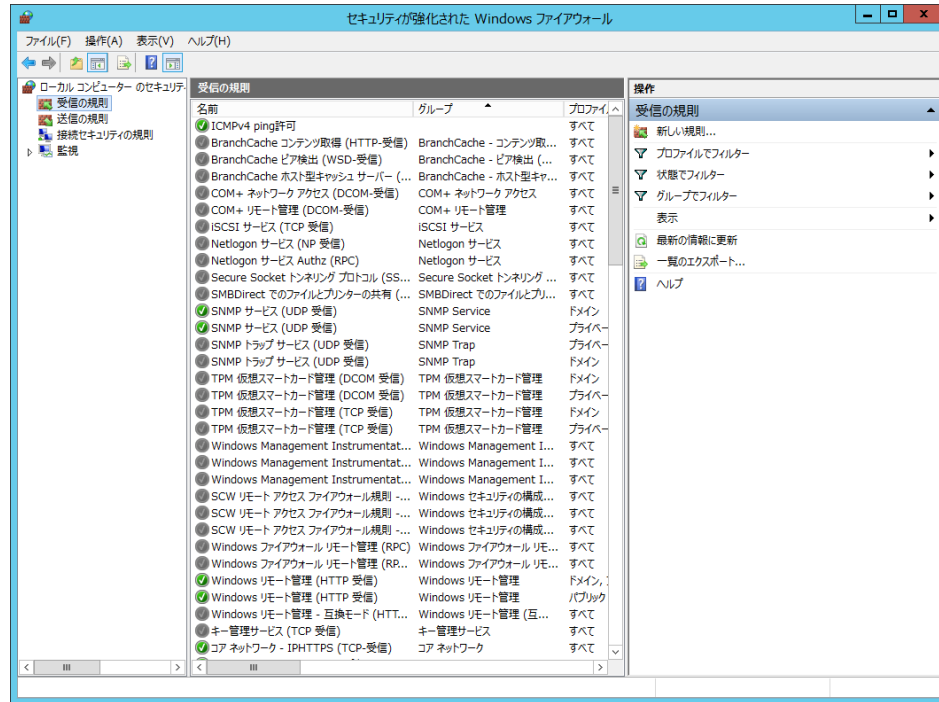 セキュリティが強化された Windows ファイアウォール
ファイル(F) 操作(A) 表示(V) ヘルプ(H)
ローカル コンピューター のセキュリテ
受信の規則
送信の規則
接続セキュリティの規則
監視
受信の規則
名前 グループ プロファイ
ICMPv4 ping許可 すべて
BranchCache コンテンツ取得 (HTTP-受信) BranchCache - コンテンツ取... すべて
BranchCache ピア検出 (WSD-受信) BranchCache - ピア検出 (... すべて
BranchCache ホスト型キャッシュ サーバー (... BranchCache - ホスト型キャ... すべて
COM+ ネットワーク アクセス (DCOM-受信) COM+ ネットワーク アクセス すべて
COM+ リモート管理 (DCOM-受信) COM+ リモート管理 すべて
iSCSI サービス (TCP 受信) iSCSI サービス すべて
Netlogon サービス (NP 受信) Netlogon サービス すべて
Netlogon サービス Authz (RPC) Netlogon サービス すべて
Secure Socket トンネリング プロトコル (SS... Secure Socket トンネリング ... すべて
SMBDirect でのファイルとプリンターの共有 (... SMBDirect でのファイルとプリ... すべて
SNMP サービス (UDP 受信) SNMP Service ドメイン
SNMP サービス (UDP 受信) SNMP Service プライベー
SNMP トラップ サービス (UDP 受信) SNMP Trap プライベー
SNMP トラップ サービス (UDP 受信) SNMP Trap ドメイン
TPM 仮想スマートカード管理 (DCOM 受信) TPM 仮想スマートカード管理 ドメイン
TPM 仮想スマートカード管理 (DCOM 受信) TPM 仮想スマートカード管理 プライベー
TPM 仮想スマートカード管理 (TCP 受信) TPM 仮想スマートカード管理 ドメイン
TPM 仮想スマートカード管理 (TCP 受信) TPM 仮想スマートカード管理 プライベー
Windows Management Instrumentat... Windows Management I... すべて
Windows Management Instrumentat... Windows Management I... すべて
Windows Management Instrumentat... Windows Management I... すべて
SCW リモート アクセス ファイアウォール規則 -... Windows セキュリティの構成... すべて
SCW リモート アクセス ファイアウォール規則 -... Windows セキュリティの構成... すべて
SCW リモート アクセス ファイアウォール規則 -... Windows セキュリティの構成... すべて
Windows ファイアウォール リモート管理 (RPC) Windows ファイアウォール リモ... すべて
Windows ファイアウォール リモート管理 (RP... Windows ファイアウォール リモ... すべて
Windows リモート管理 (HTTP 受信) Windows リモート管理 ドメイン,
Windows リモート管理 (HTTP 受信) Windows リモート管理 パブリック
Windows リモート管理 - 互換モード (HTT... Windows リモート管理 (互... すべて
キー管理サービス (TCP 受信) キー管理サービス すべて
コア ネットワーク - IPHTTPS (TCP-受信) コア ネットワーク すべて
操作
受信の規則
新しい規則...
プロファイルでフィルター
状態でフィルター
グループでフィルター
表示
最新の情報に更新
一覧のエクスポート...
ヘルプ